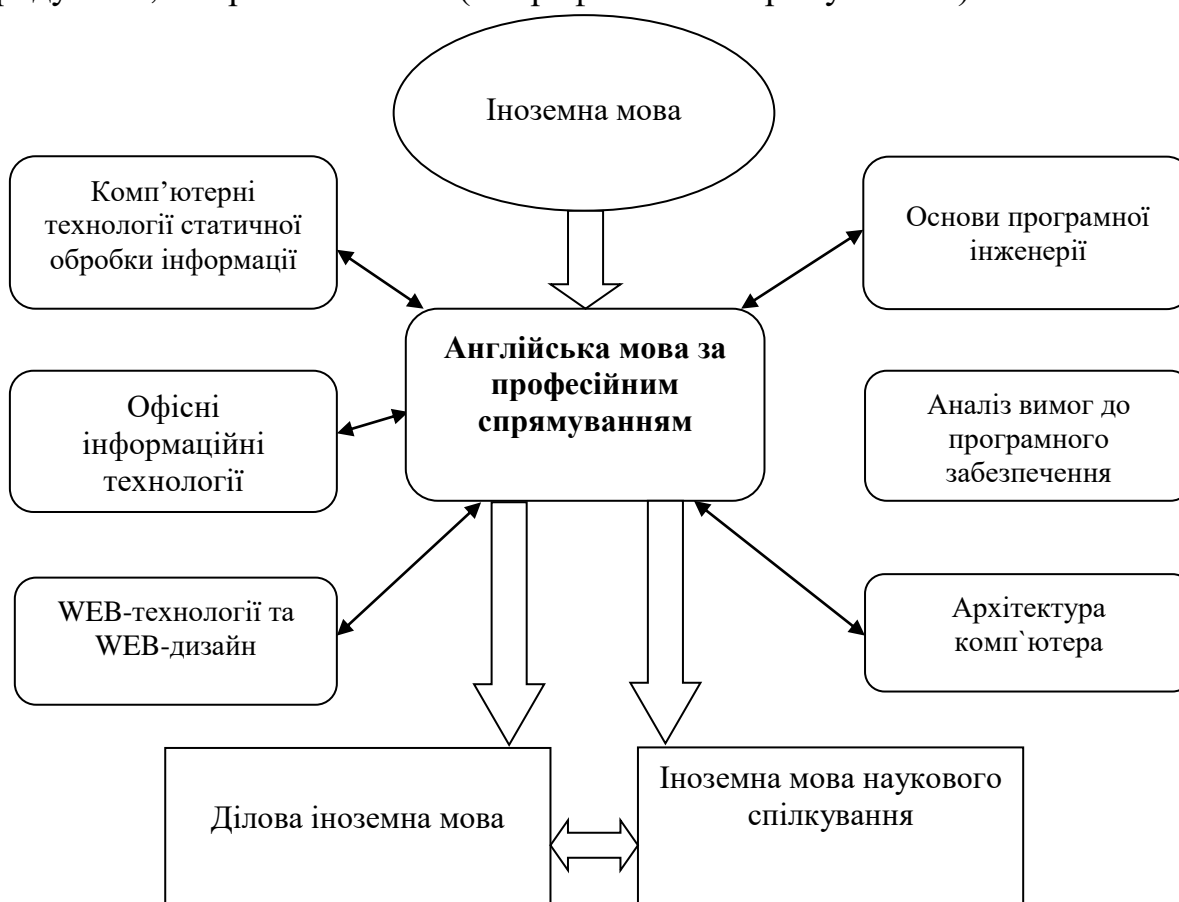 Іноземна мова
Комп’ютерні
технології статичної
обробки інформації
Основи програмної
інженерії
Англійська мова за
професійним
спрямуванням
Офісні
інформаційні
технології
Аналіз вимог до
програмного
забезпечення
WEB-технології та
WEB-дизайн
Архітектура
комп`ютера
Ділова іноземна мова
Іноземна мова наукового
спілкування